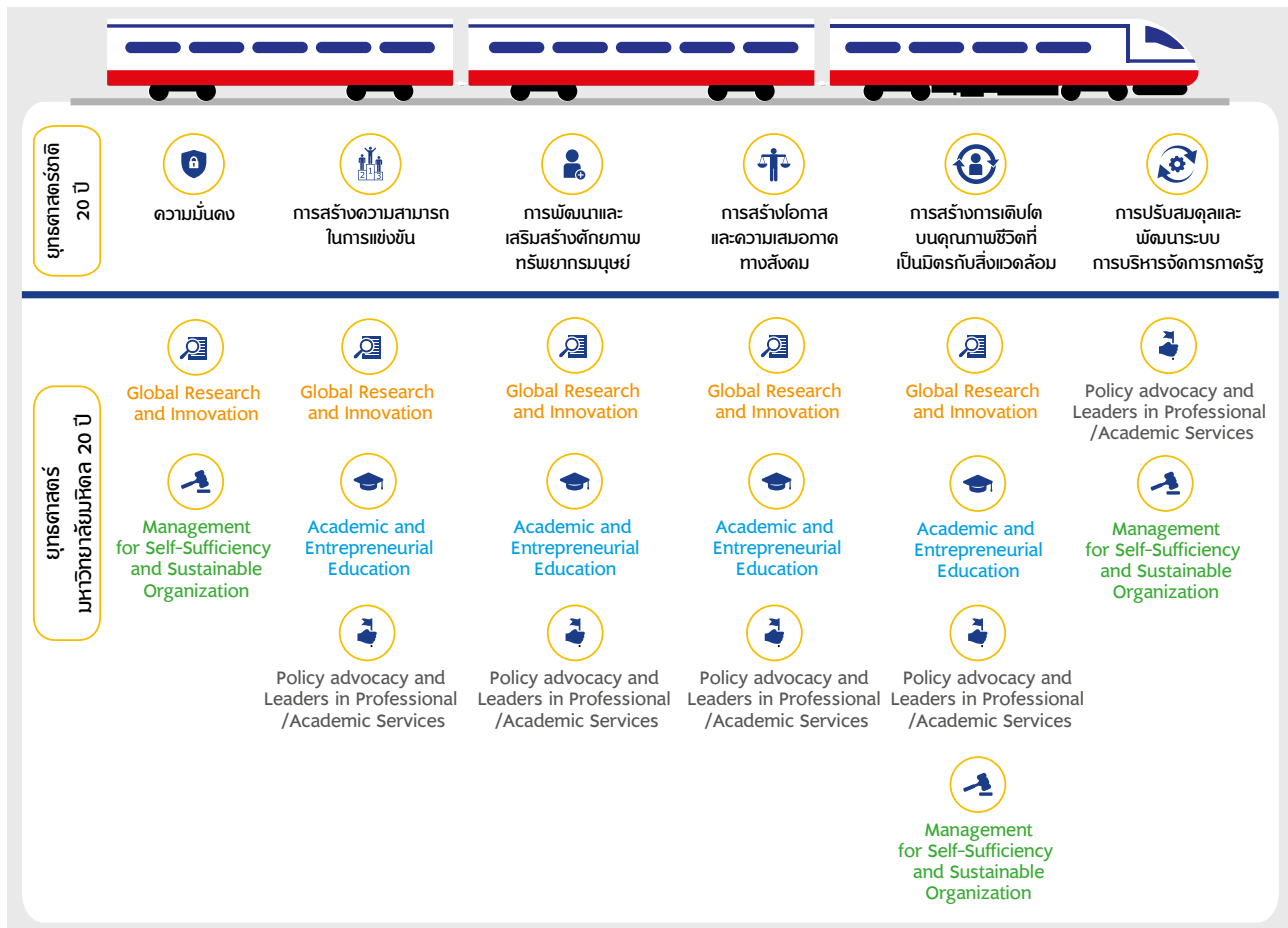 ยุทธศาสตร์ชาติ
20 ปี
ความมั่นคง
การสร้างความสามารถ
ในการแข่งขัน
การพัฒนาและ
เสริมสร้างศักยภาพ
ทรัพยากรมนุษย์
การสร้างโอกาส
และความเสมอภาค
ทางสังคม
การสร้างการเติบโต
บนคุณภาพชีวิตที่
เป็นมิตรกับสิ่งแวดล้อม
การปรับสมดุลและ
พัฒนาระบบ
การบริหารจัดการภาครัฐ
2 1 3
ยุทธศาสตร์
มหาวิทยาลัยมหิดล 20 ปี
Global Research
and Innovation
Management
for Self-Sufficiency
and Sustainable
Organization
Global Research
and Innovation
Academic and
Entrepreneurial
Education
Policy advocacy and
Leaders in Professional
/Academic Services
Global Research
and Innovation
Academic and
Entrepreneurial
Education
Policy advocacy and
Leaders in Professional
/Academic Services
Global Research
and Innovation
Academic and
Entrepreneurial
Education
Policy advocacy and
Leaders in Professional
/Academic Services
Global Research
and Innovation
Academic and
Entrepreneurial
Education
Policy advocacy and
Leaders in Professional
/Academic Services
Management
for Self-Sufficiency
and Sustainable
Organization
Policy advocacy and
Leaders in Professional
/Academic Services
Management
for Self-Sufficiency
and Sustainable
Organization